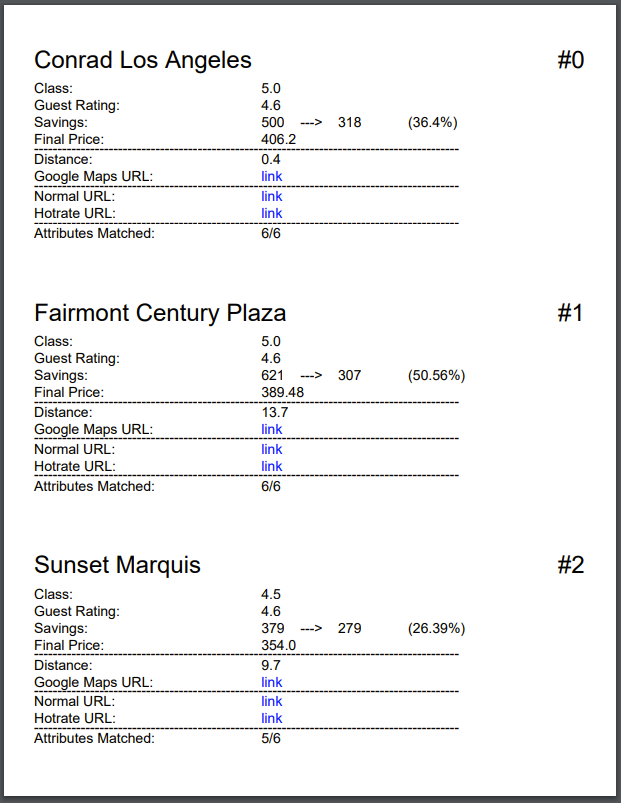 Conrad Los Angeles #0
Class: 5.0
Guest Rating: 4.6
Savings: 500 ---> 318 (36.4%)
Final Price: 406.2
Distance: 0.4
Google Maps URL: link
Normal URL: link
Hotrate URL: link
Attributes Matched: 6/6
Fairmont Century Plaza #1
Class: 5.0
Guest Rating: 4.6
Savings: 621 ---> 307 (50.56%)
Final Price: 389.48
Distance: 13.7
Google Maps URL: link
Normal URL: link
Hotrate URL: link
Attributes Matched: 6/6
Sunset Marquis #2
Class: 4.5
Guest Rating: 4.6
Savings: 379 ---> 279 (26.39%)
Final Price: 354.0
Distance: 9.7
Google Maps URL: link
Normal URL: link
Hotrate URL: link
Attributes Matched: 5/6